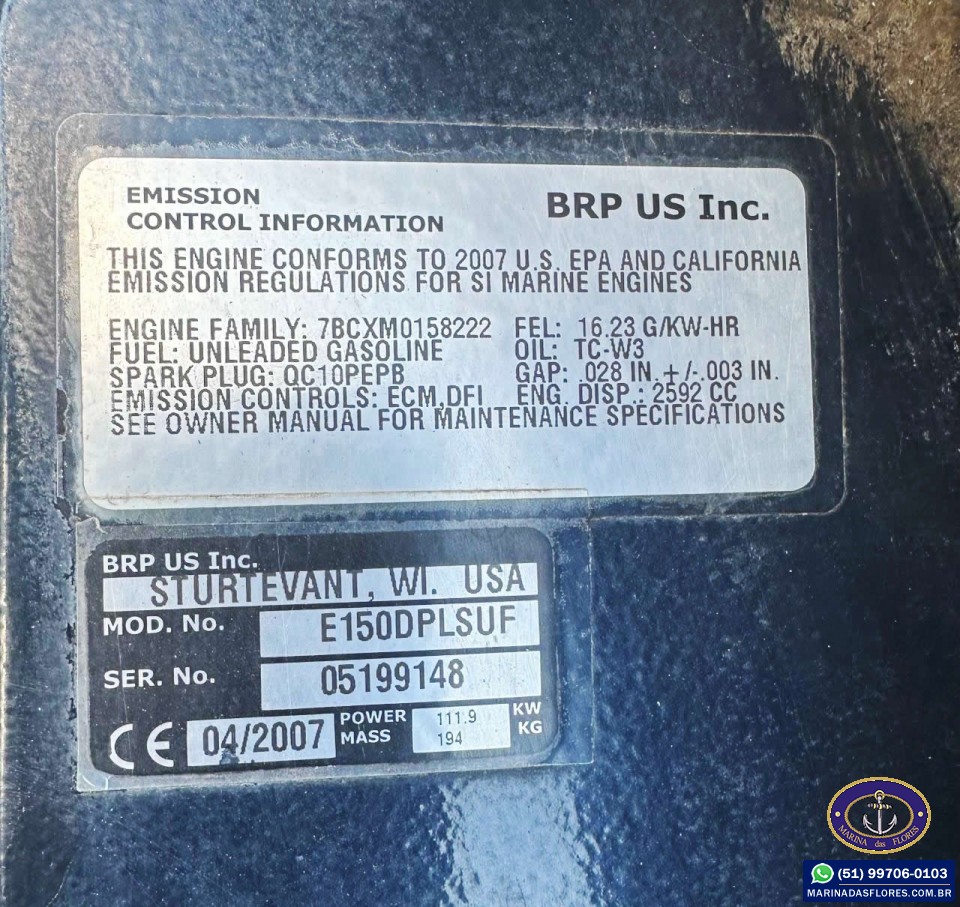 EMISSION
CONTROL INFORMATION
BRP US Inc.
THIS ENGINE CONFORMS TO 2007 U.S. EPA AND CALIFORNIA
EMISSION REGULATIONS FOR SI MARINE ENGINES
ENGINE FAMILY: 7BCXM0158222 FEL: 16.23 G/KW-HR
FUEL: UNLEADED GASOLINE OIL: TC-W3
SPARK PLUG: QC10PEPB GAP: .028 IN. +/-.003 IN.
EMISSION CONTROLS: ECM,DFI ENG. DISP.: 2592 CC
SEE OWNER MANUAL FOR MAINTENANCE SPECIFICATIONS
BRP US Inc.
STURTEVANT, WI. USA
MOD. No. E150DPLSUF
SER. No. 05199148
CE 04/2007 POWER 111.9 KW
MASS 194 KG
MARINA das FLORES
(51) 99706-0103
MARINADASFLORES.COM.BR